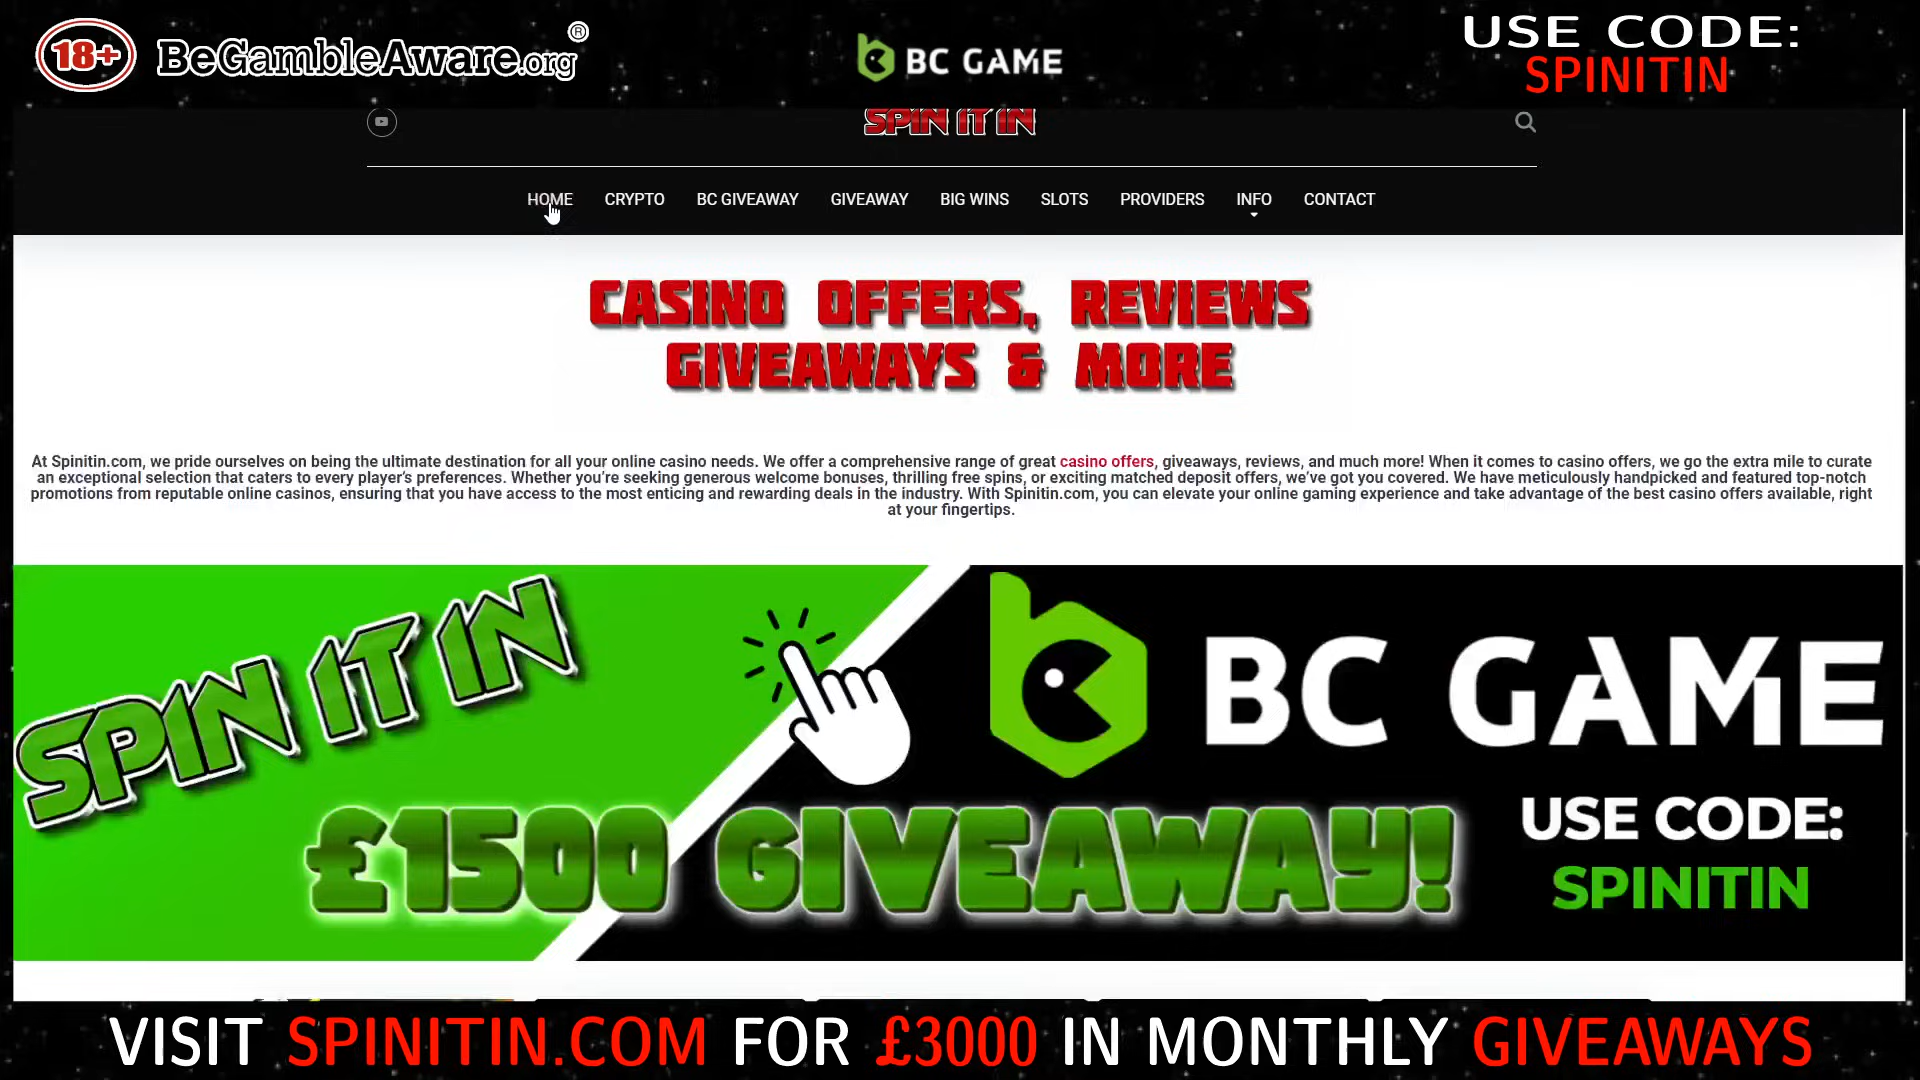 18+ BeGambleAware.org®
BC GAME
USE CODE:
SPINITIN
SPIN IT IN
HOME CRYPTO BC GIVEAWAY GIVEAWAY BIG WINS SLOTS PROVIDERS INFO CONTACT
CASINO OFFERS, REVIEWS
GIVEAWAYS & MORE
At Spinitin.com, we pride ourselves on being the ultimate destination for all your online casino needs. We offer a comprehensive range of great casino offers, giveaways, reviews, and much more! When it comes to casino offers, we go the extra mile to curate
an exceptional selection that caters to every player's preferences. Whether you're seeking generous welcome bonuses, thrilling free spins, or exciting matched deposit offers, we've got you covered. We have meticulously handpicked and featured top-notch
promotions from reputable online casinos, ensuring that you have access to the most enticing and rewarding deals in the industry. With Spinitin.com, you can elevate your online gaming experience and take advantage of the best casino offers available, right
at your fingertips.
SPIN IT IN
BC GAME
£1500 GIVEAWAY!
USE CODE:
SPINITIN
VISIT SPINITIN.COM FOR £3000 IN MONTHLY GIVEAWAYS